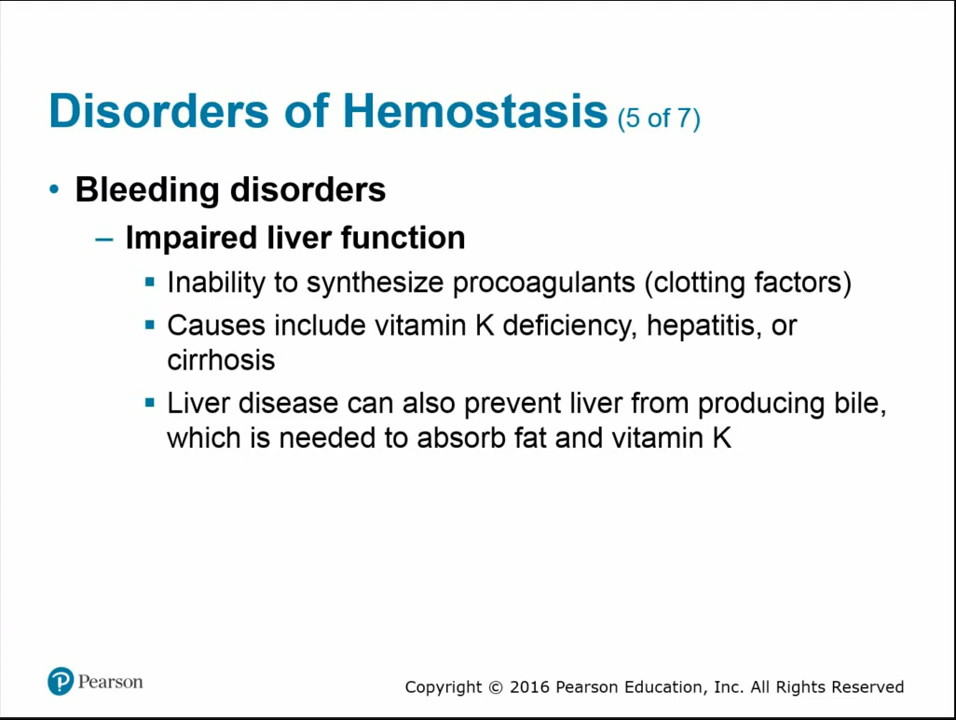 Disorders of Hemostasis (5 of 7)
• Bleeding disorders
– Impaired liver function
▪ Inability to synthesize procoagulants (clotting factors)
▪ Causes include vitamin K deficiency, hepatitis, or
cirrhosis
▪ Liver disease can also prevent liver from producing bile,
which is needed to absorb fat and vitamin K
P Pearson
Copyright © 2016 Pearson Education, Inc. All Rights Reserved